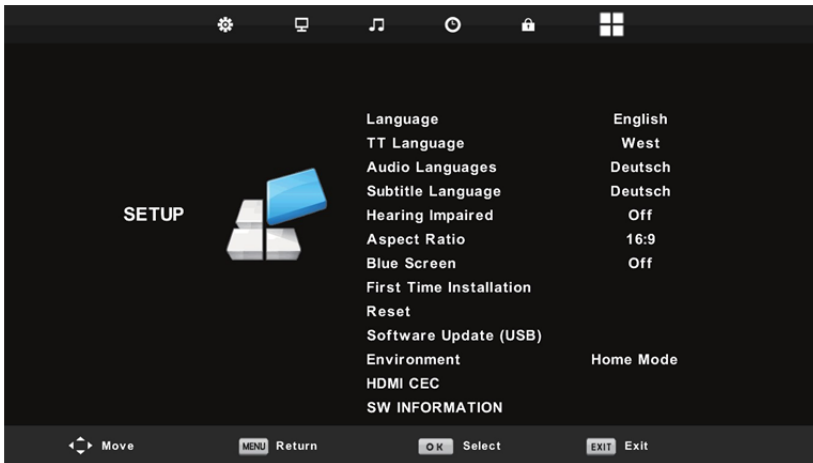 Language English
TT Language West
Audio Languages Deutsch
Subtitle Language Deutsch
SETUP Hearing Impaired Off
Aspect Ratio 16:9
Blue Screen Off
First Time Installation
Reset
Software Update (USB)
Environment Home Mode
HDMI CEC
SW INFORMATION
Move MENU Return OK Select EXIT Exit